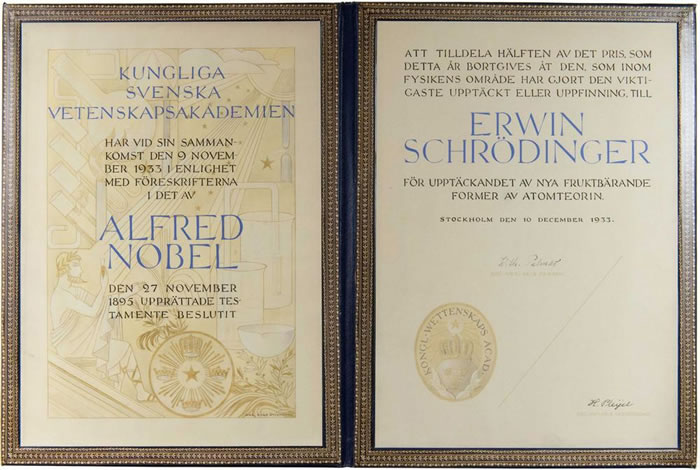 KUNGLIGA
SVENSKA
VETENSKAPSAKADEMIEN
HAR VID SIN SAMMAN-
KOMST DEN 9 NOVEM-
BER 1933 I ENLIGHET
MED FÖRESKRIFTERNA
I DET AV
ALFRED
NOBEL
DEN 27 NOVEMBER
1895 UPPRÄTTADE TES-
TAMENTE BESLUTIT
ATT TILLDELA HÄLFTEN AV DET PRIS, SOM
DETTA ÅR BORTGIVES ÅT DEN, SOM INOM
FYSIKENS OMRÅDE HAR GJORT DEN VIKTI-
GASTE UPPTÄCKT ELLER UPPFINNING, TILL
ERWIN
SCHRÖDINGER
FÖR UPPTÄCKANDET AV NYA FRUKTBÄRANDE
FORMER AV ATOMTEORIN.
STOCKHOLM DEN 10 DECEMBER 1933.
KONGL. WETTENSKAPS ACAD.
H. Pleijel